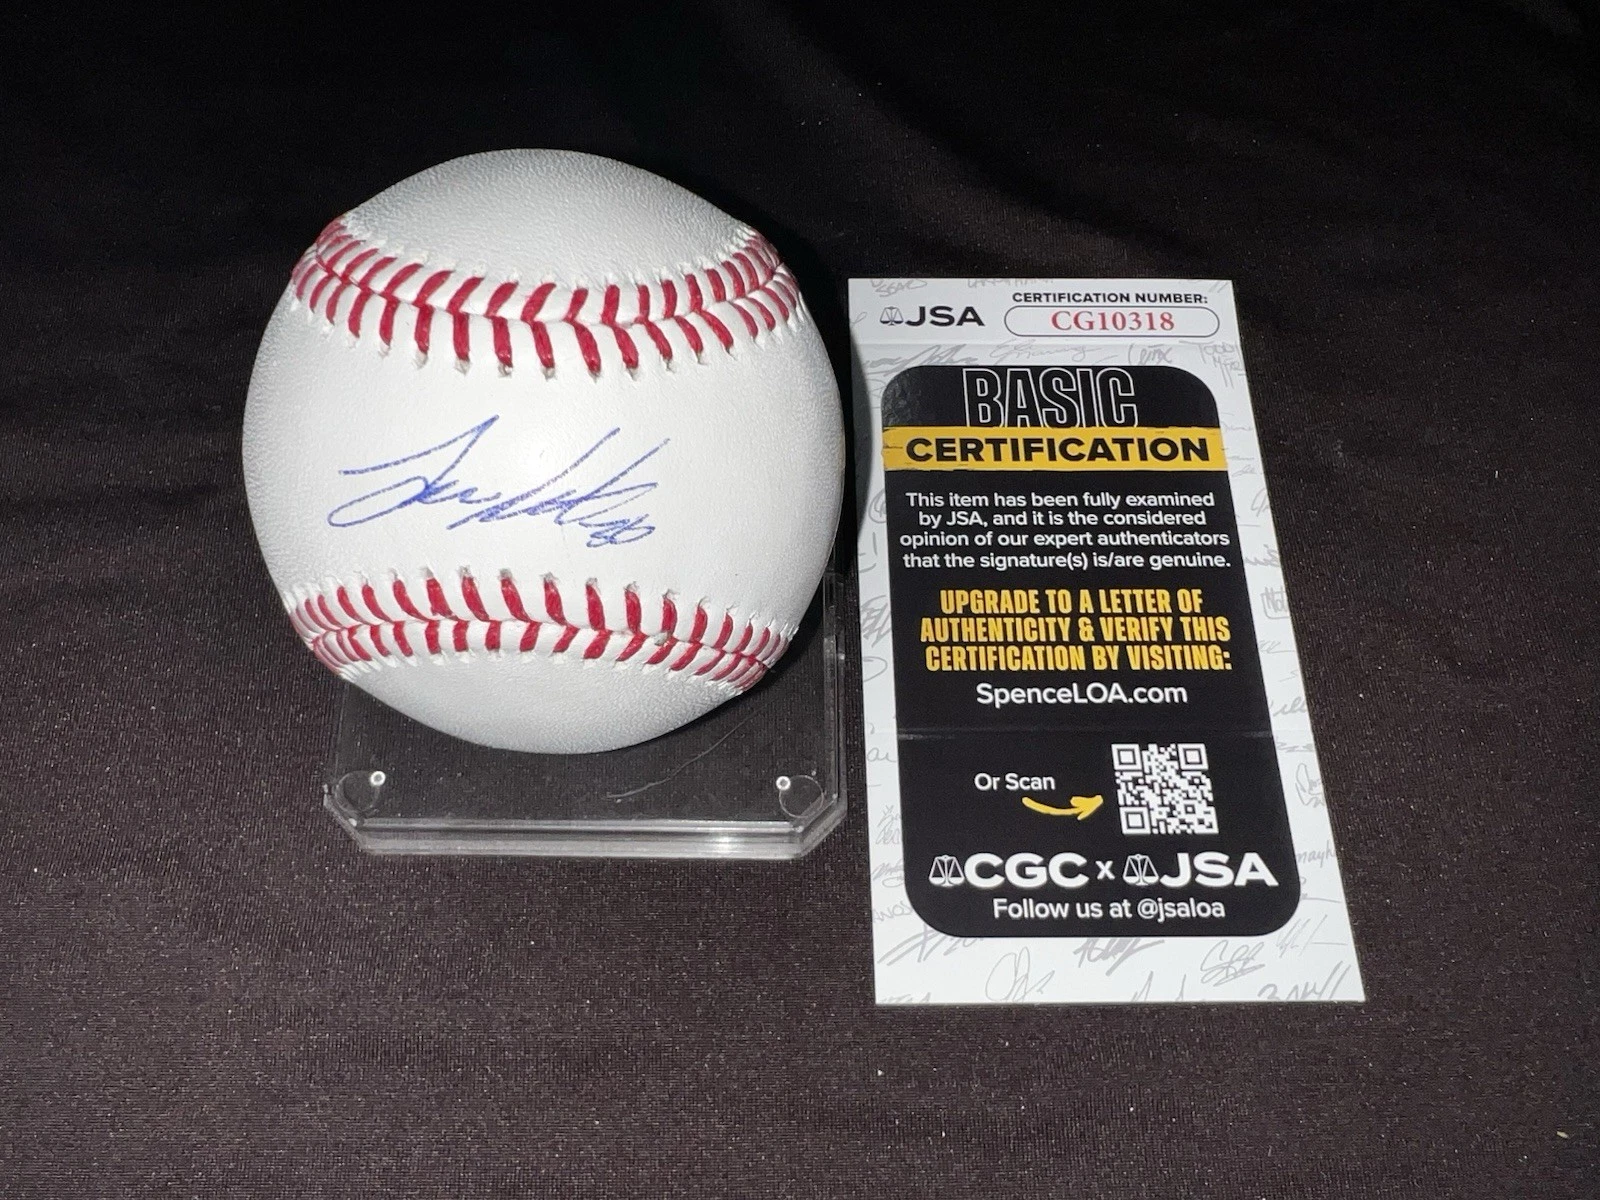 JSA
CERTIFICATION NUMBER:
CG10318
BASIC
CERTIFICATION
This item has been fully examined
by JSA, and it is the considered
opinion of our expert authenticators
that the signature(s) is/are genuine.
UPGRADE TO A LETTER OF
AUTHENTICITY & VERIFY THIS
CERTIFICATION BY VISITING:
SpenceLOA.com
Or Scan
CGC x JSA
Follow us at @jsaloa